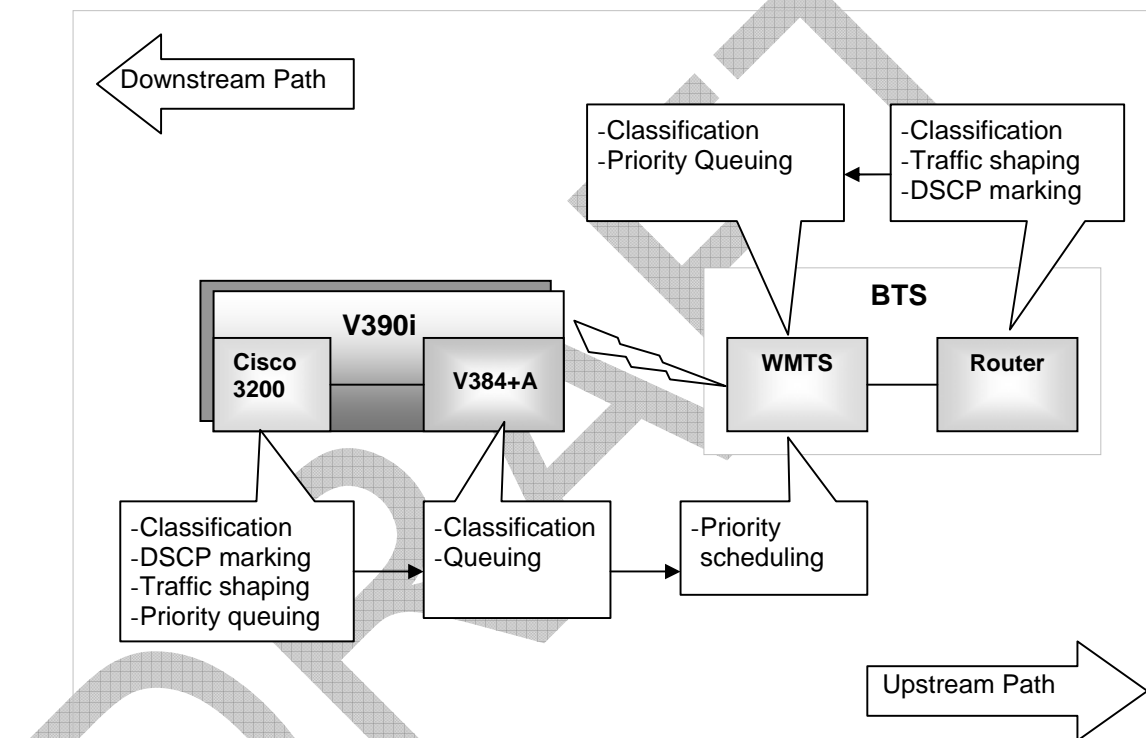 Downstream Path
-Classification
-Priority Queuing
-Classification
-Traffic shaping
-DSCP marking
BTS
V390i
Cisco
3200
V384+A
WMTS
Router
-Classification
-DSCP marking
-Traffic shaping
-Priority queuing
-Classification
-Queuing
-Priority
scheduling
Upstream Path